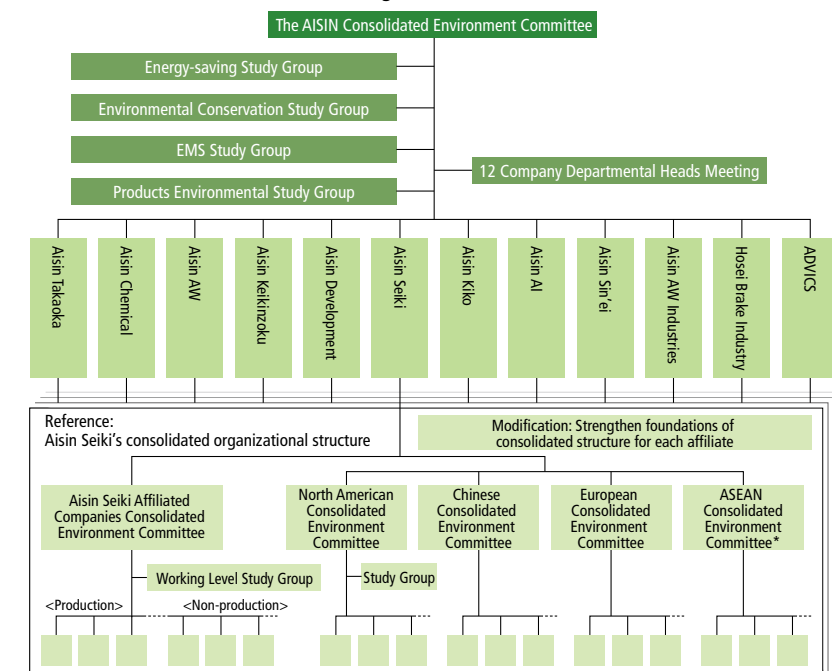 The AISIN Consolidated Environment Committee
Energy-saving Study Group
Environmental Conservation Study Group
EMS Study Group
12 Company Departmental Heads Meeting
Products Environmental Study Group
Aisin Takaoka
Aisin Chemical
Aisin AW
Aisin Keikinzoku
Aisin Development
Aisin Seiki
Aisin Kiko
Aisin AI
Aisin Sin'ei
Aisin AW Industries
Hosei Brake Industry
ADVICS
Reference:
Aisin Seiki's consolidated organizational structure
Modification: Strengthen foundations of
consolidated structure for each affiliate
Aisin Seiki Affiliated
Companies Consolidated
Environment Committee
North American
Consolidated
Environment
Committee
Chinese
Consolidated
Environment
Committee
European
Consolidated
Environment
Committee
ASEAN
Consolidated
Environment
Committee*
Working Level Study Group
Study Group
<Production>
<Non-production>